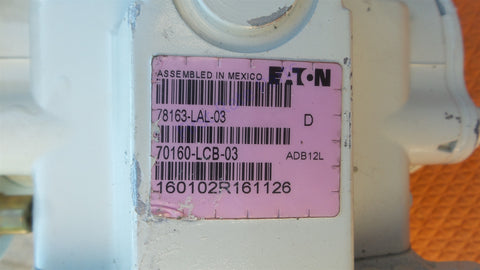 ASSEMBLED IN MEXICO EATON
78163-LAL-03 D
70160-LCB-03 ADB12L
160102R161126